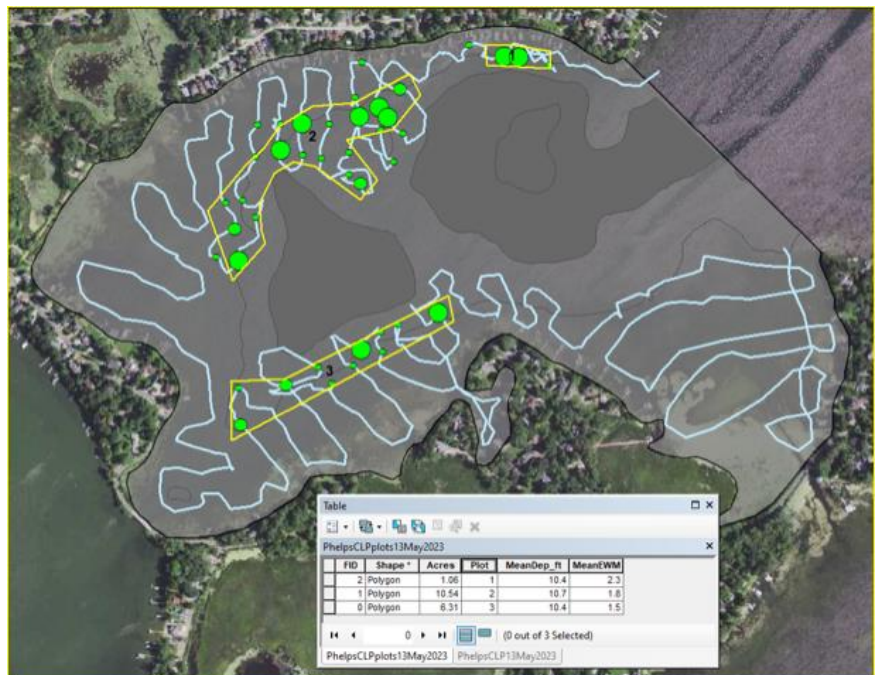 1
2
3
Table
PhelpsCLPplots13May2023
FID Shape * Acres Plot MeanDep_ft MeanEWM
2 Polygon 1.06 1 10.4 2.3
1 Polygon 10.54 2 10.7 1.8
0 Polygon 6.31 3 10.4 1.5
0 (0 out of 3 Selected)
PhelpsCLPplots13May2023 PhelpsCLP13May2023